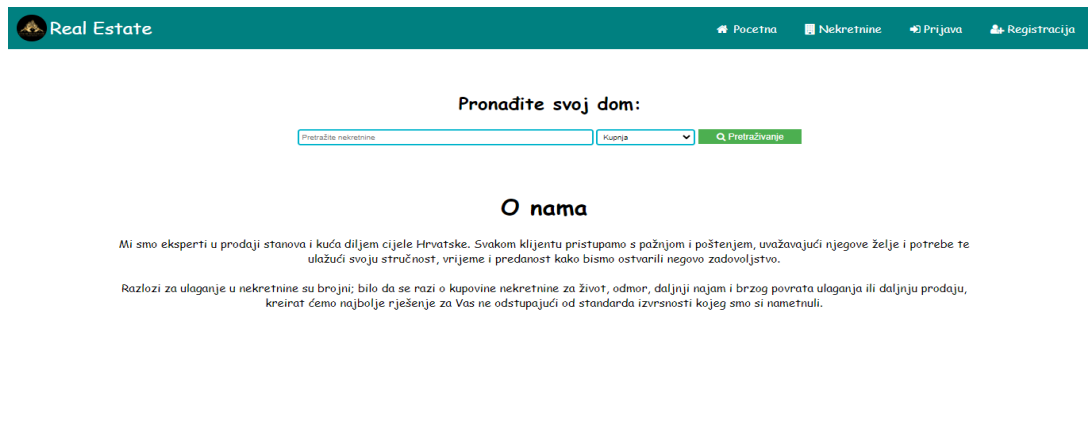 Real Estate
Pocetna
Nekretnine
Prijava
Registracija
Pronađite svoj dom:
Pretražite nekretnine
Kupnja
Pretraživanje
O nama
Mi smo eksperti u prodaji stanova i kuća diljem cijele Hrvatske. Svakom klijentu pristupamo s pažnjom i poštenjem, uvažavajući njegove želje i potrebe te
ulažući svoju stručnost, vrijeme i predanost kako bismo ostvarili negovo zadovoljstvo.
Razlozi za ulaganje u nekretnine su brojni; bilo da se razi o kupovine nekretnine za život, odmor, daljnji najam i brzog povrata ulaganja ili daljnju prodaju,
kreirat ćemo najbolje rješenje za Vas ne odstupajući od standarda izvrsnosti kojeg smo si nametnuli.